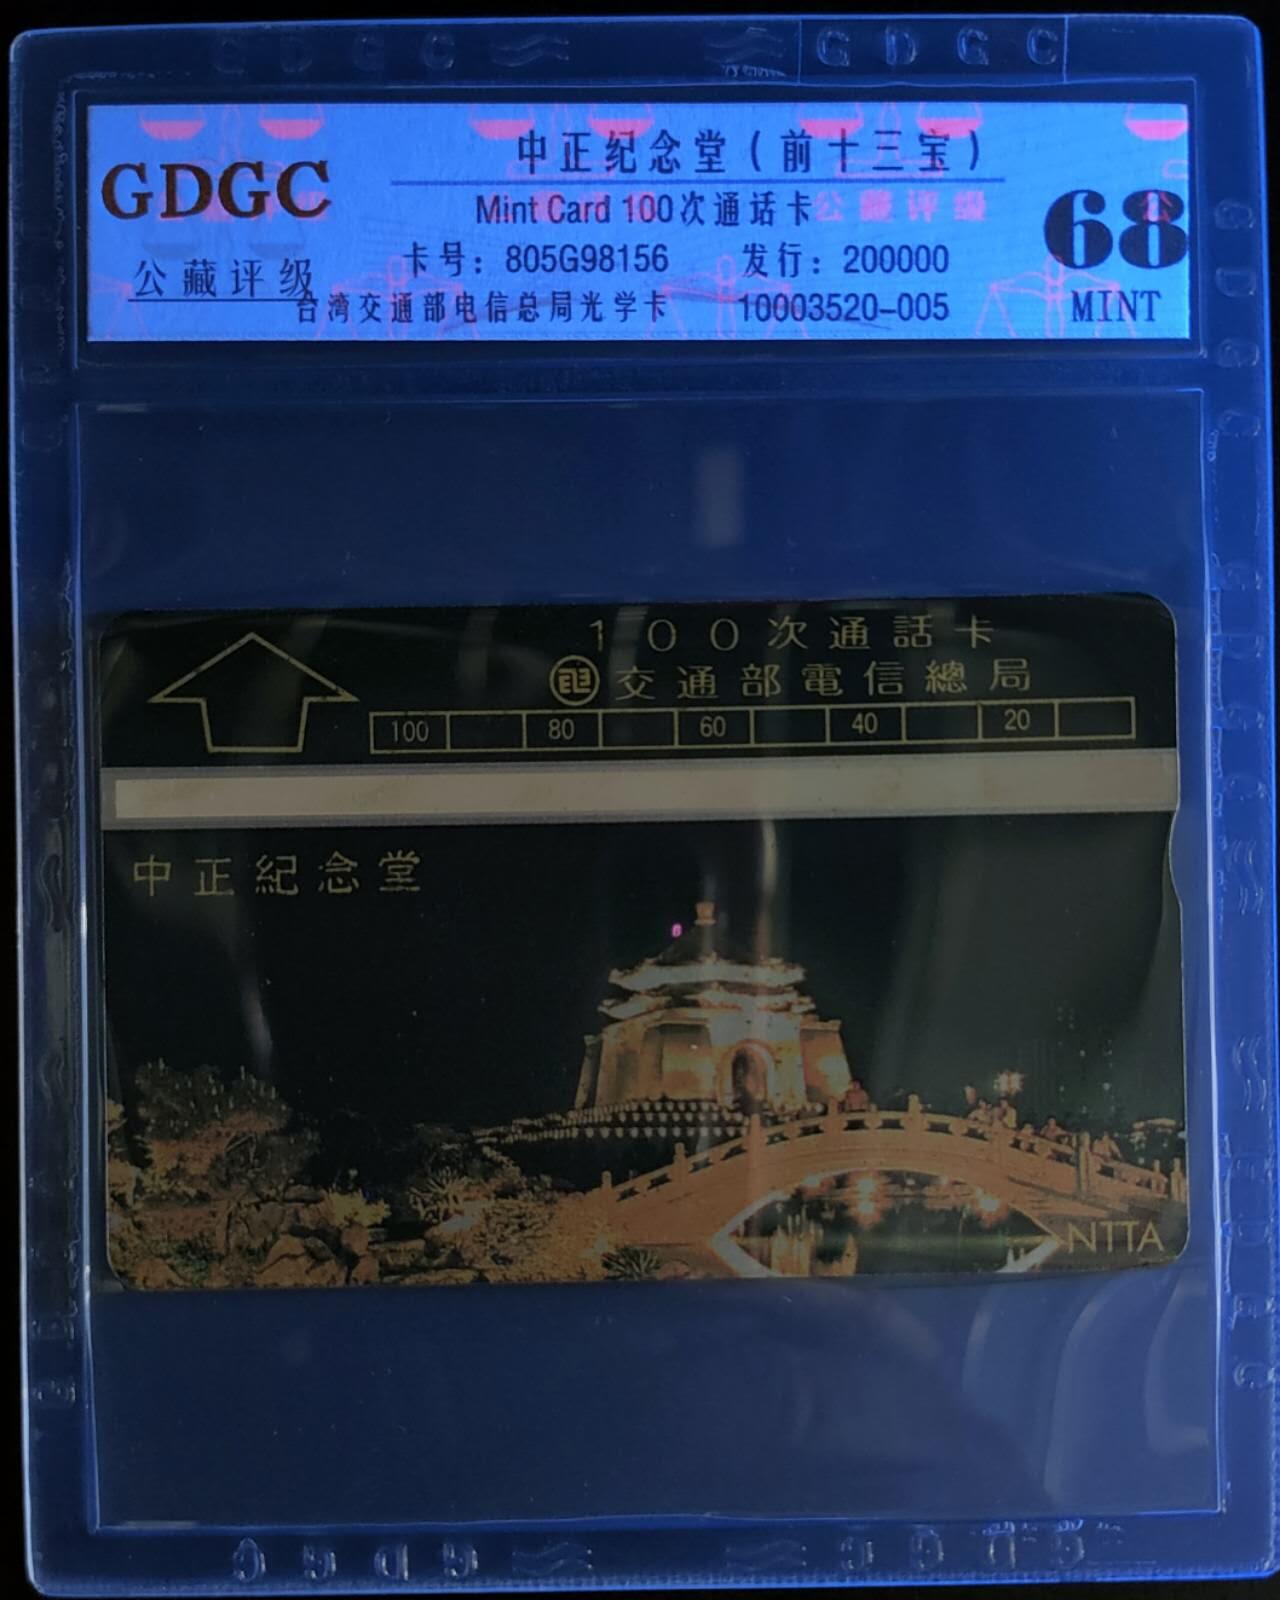 GDGC
GDGC
GDGC
公藏评级
中正纪念堂（前十三宝）
Mint Card 100次通话卡
公藏评级
卡号：805G98156 发行：200000
台湾交通部电信总局光学卡 10003520-005
68
MINT
100次通話卡
交通部電信總局
100 80 60 40 20
中正紀念堂
NTTA